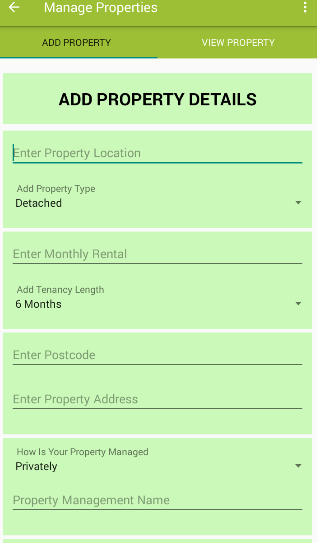 Manage Properties
ADD PROPERTY
VIEW PROPERTY
ADD PROPERTY DETAILS
Enter Property Location
Add Property Type
Detached
Enter Monthly Rental
Add Tenancy Length
6 Months
Enter Postcode
Enter Property Address
How Is Your Property Managed
Privately
Property Management Name